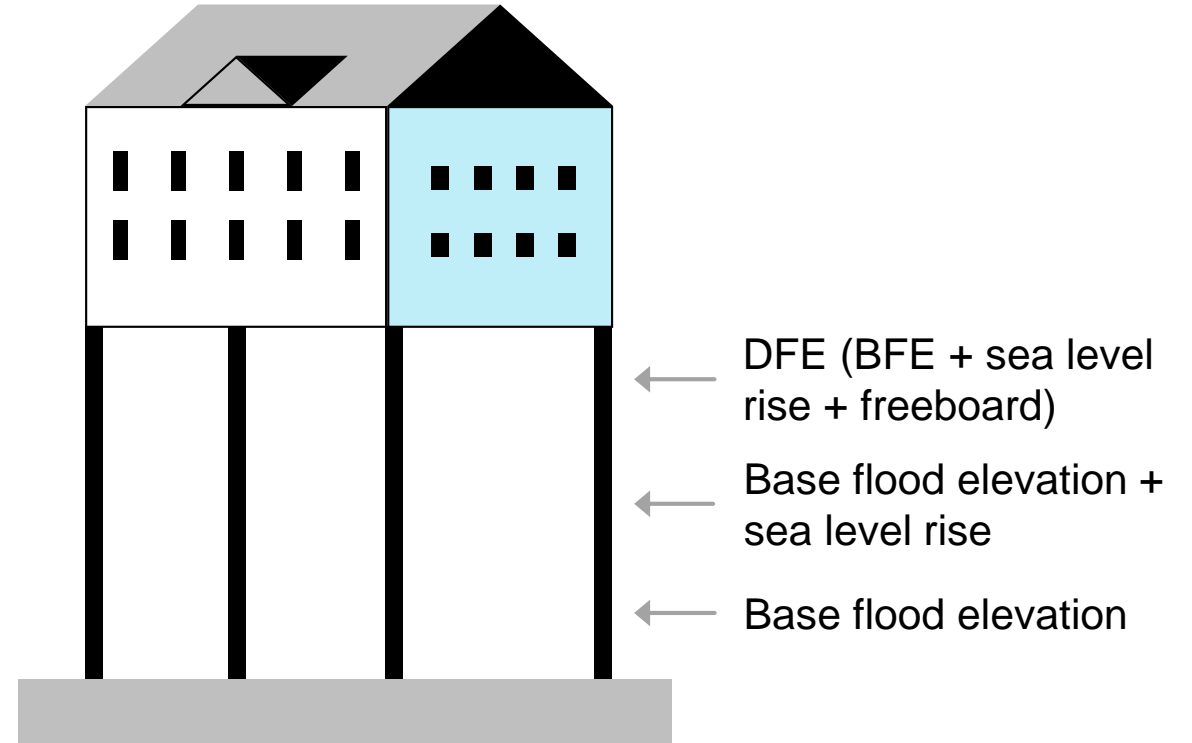 DFE (BFE + sea level
rise + freeboard)
Base flood elevation +
sea level rise
Base flood elevation